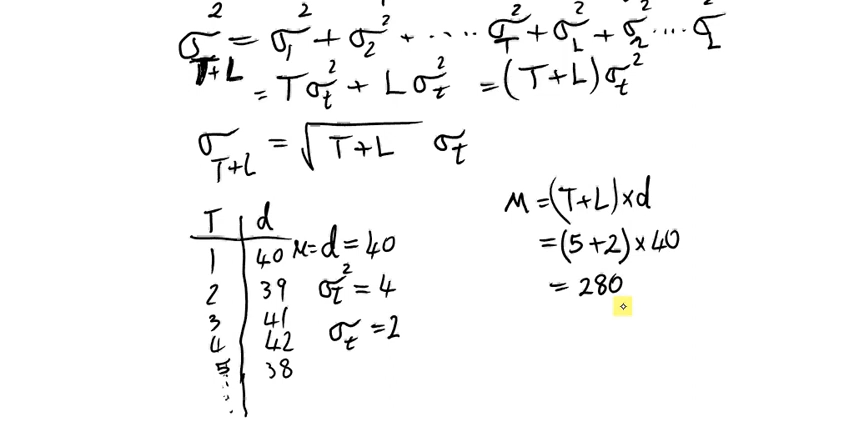 σ²_{T+L} = σ₁² + σ₂² + ···· σ_T² + σ_L² + σ₂² ···· σ_L²
= Tσ_t² + Lσ_t² = (T+L)σ_t²
σ_{T+L} = √(T+L) σ_t
T | d
1 | 40
2 | 39
3 | 41
4 | 42
5 | 38
μ = d = 40
σ_t² = 4
σ_t = 2
μ = (T+L)×d
= (5+2)×40
= 280